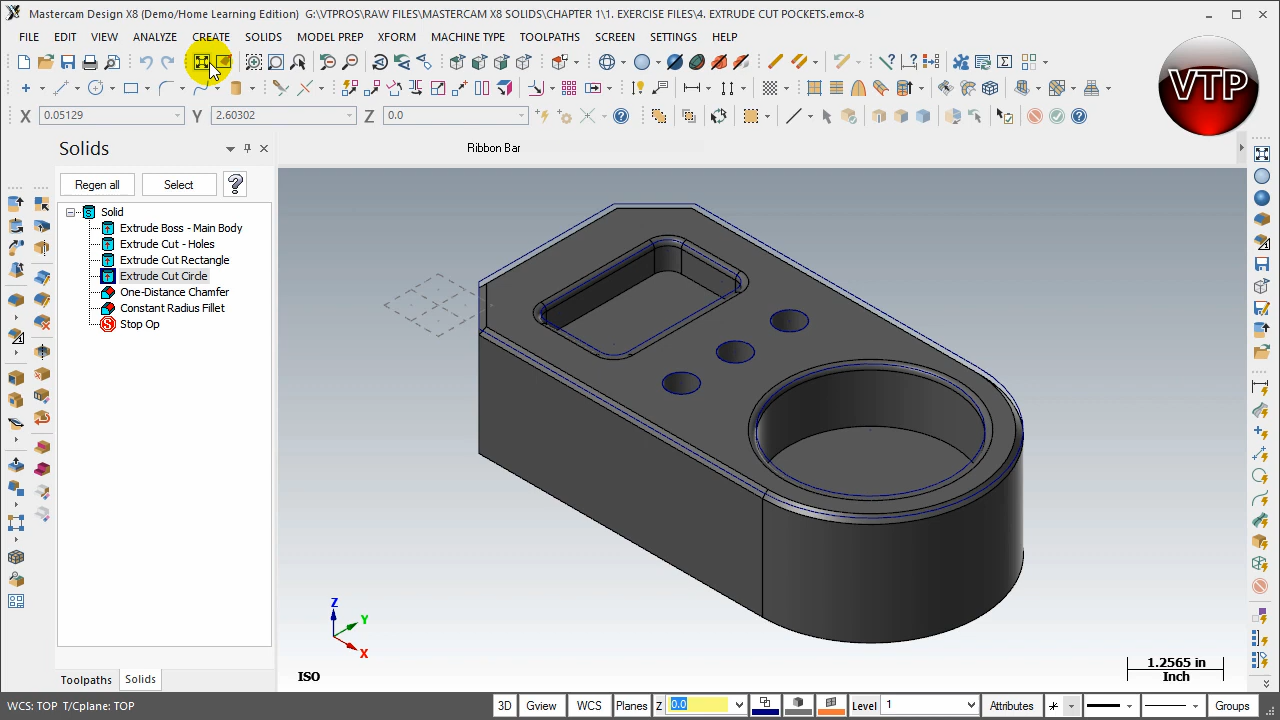 Mastercam Design X8 (Demo/Home Learning Edition) G:\VTPROS\RAW FILES\MASTERCAM X8 SOLIDS\CHAPTER 1\1. EXERCISE FILES\4. EXTRUDE CUT POCKETS.emcx-8
FILE EDIT VIEW ANALYZE CREATE SOLIDS MODEL PREP XFORM MACHINE TYPE TOOLPATHS SCREEN SETTINGS HELP
VTP
X 0.05129 Y 2.60302 Z 0.0
Solids
Ribbon Bar
Regen all Select ?
Solid
Extrude Boss - Main Body
Extrude Cut - Holes
Extrude Cut Rectangle
Extrude Cut Circle
One-Distance Chamfer
Constant Radius Fillet
Stop Op
Z
Y
X
1.2565 in
Inch
ISO
Toolpaths Solids
WCS: TOP T/Cplane: TOP 3D Gview WCS Planes Z 0.0 Level 1 Attributes Groups